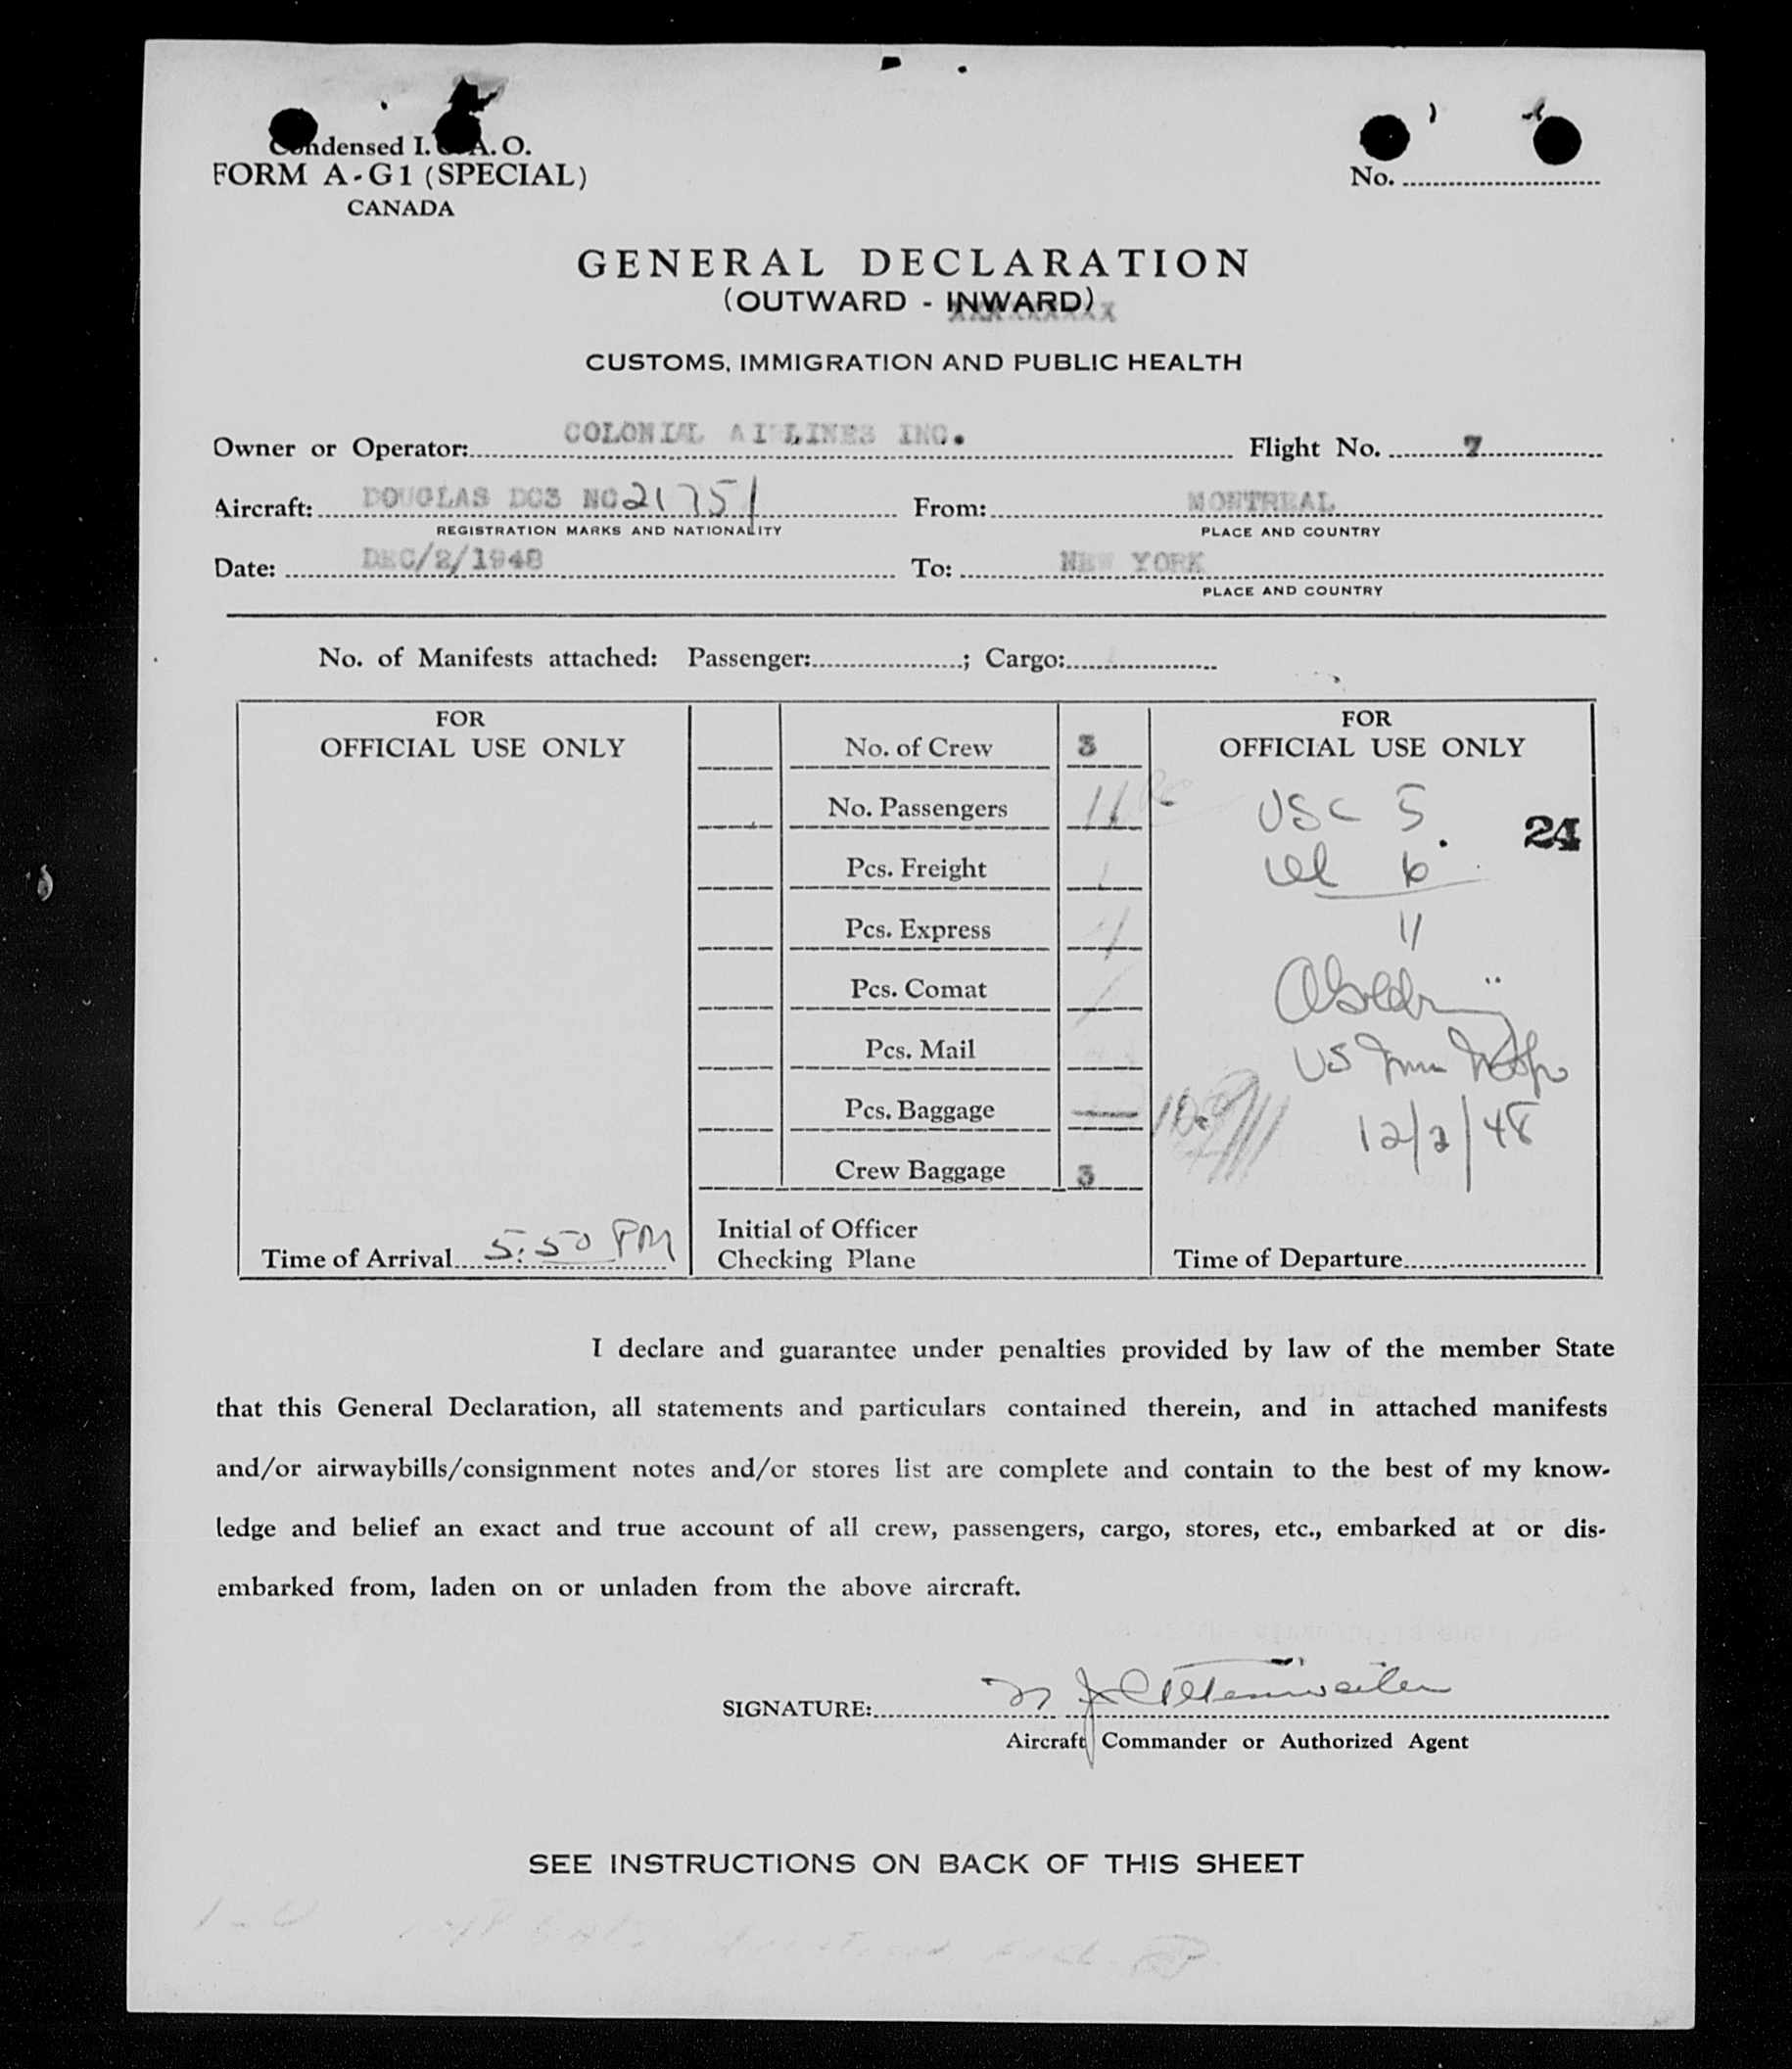 Condensed I.C.A.O.
FORM A-G1 (SPECIAL)
CANADA
No.
GENERAL DECLARATION
(OUTWARD - INWARD)
XXXXXXXXX
CUSTOMS, IMMIGRATION AND PUBLIC HEALTH
Owner or Operator: COLONIAL AIRLINES INC. Flight No. 7
Aircraft: DOUGLAS DC3 NC 21751 From: MONTREAL
REGISTRATION MARKS AND NATIONALITY PLACE AND COUNTRY
Date: DEC/2/1948 To: NEW YORK
PLACE AND COUNTRY
No. of Manifests attached: Passenger: ; Cargo:
FOR
OFFICIAL USE ONLY
Time of Arrival 5:50 PM
No. of Crew 3
No. Passengers 11
Pcs. Freight
Pcs. Express
Pcs. Comat
Pcs. Mail
Pcs. Baggage
Crew Baggage 3
Initial of Officer
Checking Plane
FOR
OFFICIAL USE ONLY
USC 5
24
6
11
US Imm Insp
12/2/48
Time of Departure
I declare and guarantee under penalties provided by law of the member State
that this General Declaration, all statements and particulars contained therein, and in attached manifests
and/or airwaybills/consignment notes and/or stores list are complete and contain to the best of my know-
ledge and belief an exact and true account of all crew, passengers, cargo, stores, etc., embarked at or dis-
embarked from, laden on or unladen from the above aircraft.
SIGNATURE:
Aircraft Commander or Authorized Agent
SEE INSTRUCTIONS ON BACK OF THIS SHEET